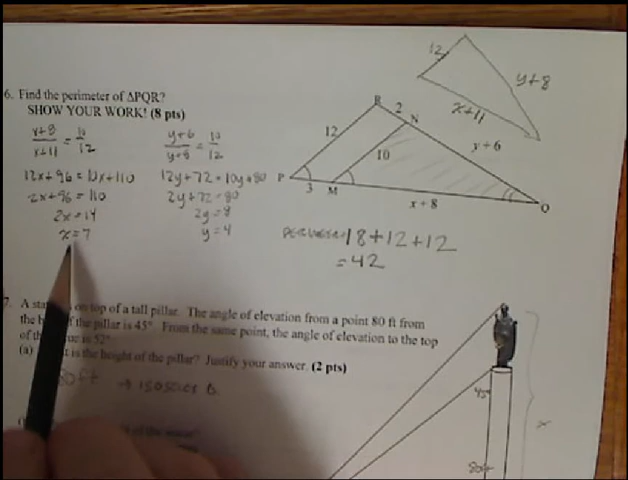 12
y+8
x+11
6. Find the perimeter of ΔPQR?
SHOW YOUR WORK! (8 pts)
x+8/x+11 = 10/12
12x+96 = 10x+110
2x+96 = 110
2x=14
x=7
y+6/y+8 = 10/12
12y+72 = 10y+80
2y+72=80
2y=8
y=4
R
2
N
12
10
y+6
P
3
M
x+8
Q
PERIMETER= 18+12+12
=42
7. A on top of a tall pillar. The angle of elevation from a point 80 ft from
the of the pillar is 45°. From the same point, the angle of elevation to the top
of is 52°.
(a) is the height of the pillar? Justify your answer. (2 pts)
80ft → isosceles Δ.
45°
x
80ft